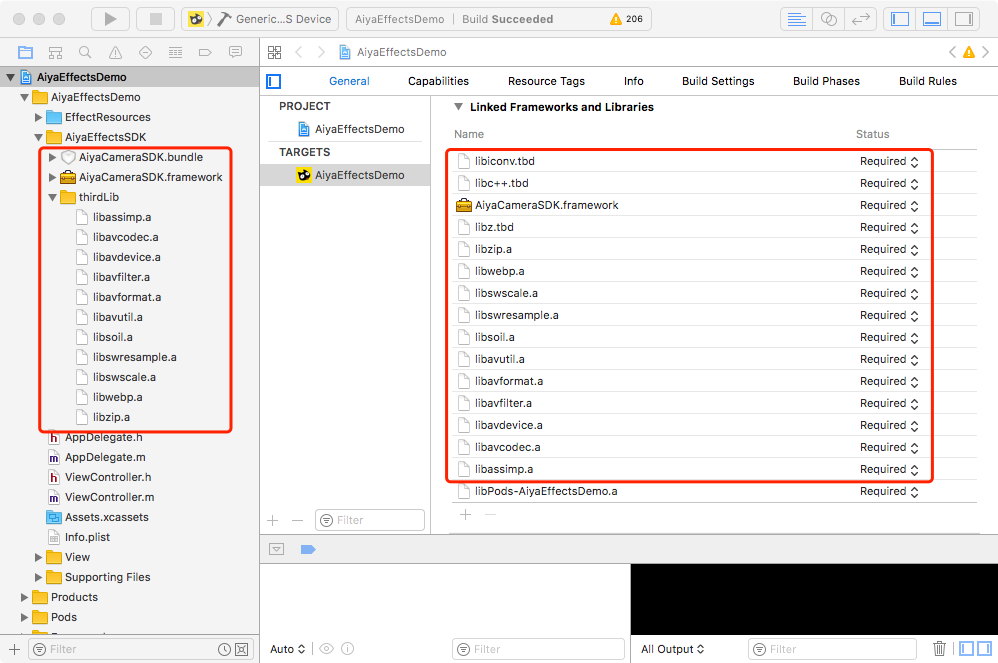 Generic...S Device
AiyaEffectsDemo | Build Succeeded
206
AiyaEffectsDemo
AiyaEffectsDemo
EffectResources
AiyaEffectsSDK
AiyaCameraSDK.bundle
AiyaCameraSDK.framework
thirdLib
libassimp.a
libavcodec.a
libavdevice.a
libavfilter.a
libavformat.a
libavutil.a
libsoil.a
libswresample.a
libswscale.a
libwebp.a
libzip.a
AppDelegate.h
AppDelegate.m
ViewController.h
ViewController.m
Assets.xcassets
Info.plist
View
Supporting Files
Products
Pods
Filter
AiyaEffectsDemo
General Capabilities Resource Tags Info Build Settings Build Phases Build Rules
PROJECT
AiyaEffectsDemo
TARGETS
AiyaEffectsDemo
Filter
Linked Frameworks and Libraries
Name Status
libiconv.tbd Required
libc++.tbd Required
AiyaCameraSDK.framework Required
libz.tbd Required
libzip.a Required
libwebp.a Required
libswscale.a Required
libswresample.a Required
libsoil.a Required
libavutil.a Required
libavformat.a Required
libavfilter.a Required
libavdevice.a Required
libavcodec.a Required
libassimp.a Required
libPods-AiyaEffectsDemo.a Required
Auto Filter All Output Filter